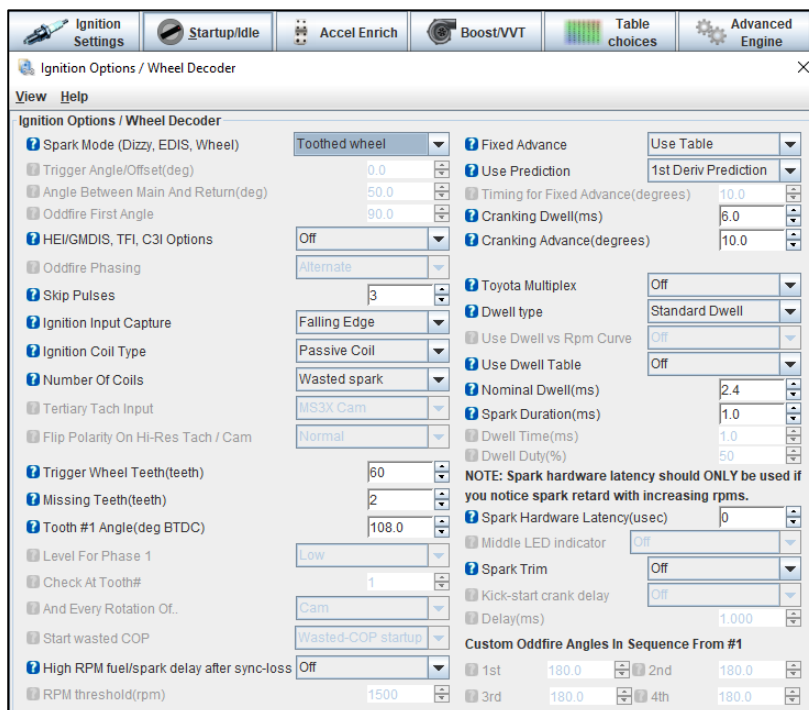 Ignition Settings
Startup/Idle
Accel Enrich
Boost/VVT
Table choices
Advanced Engine
Ignition Options / Wheel Decoder
View Help
Ignition Options / Wheel Decoder
Spark Mode (Dizzy, EDIS, Wheel) Toothed wheel
Trigger Angle/Offset(deg) 0.0
Angle Between Main And Return(deg) 50.0
Oddfire First Angle 90.0
HEI/GMDIS, TFI, C3I Options Off
Oddfire Phasing Alternate
Skip Pulses 3
Ignition Input Capture Falling Edge
Ignition Coil Type Passive Coil
Number Of Coils Wasted spark
Tertiary Tach Input MS3X Cam
Flip Polarity On Hi-Res Tach / Cam Normal
Trigger Wheel Teeth(teeth) 60
Missing Teeth(teeth) 2
Tooth #1 Angle(deg BTDC) 108.0
Level For Phase 1 Low
Check At Tooth# 1
And Every Rotation Of.. Cam
Start wasted COP Wasted-COP startup
High RPM fuel/spark delay after sync-loss Off
RPM threshold(rpm) 1500
Fixed Advance Use Table
Use Prediction 1st Deriv Prediction
Timing for Fixed Advance(degrees) 10.0
Cranking Dwell(ms) 6.0
Cranking Advance(degrees) 10.0
Toyota Multiplex Off
Dwell type Standard Dwell
Use Dwell vs Rpm Curve Off
Use Dwell Table Off
Nominal Dwell(ms) 2.4
Spark Duration(ms) 1.0
Dwell Time(ms) 1.0
Dwell Duty(%) 50
NOTE: Spark hardware latency should ONLY be used if
you notice spark retard with increasing rpms.
Spark Hardware Latency(usec) 0
Middle LED indicator Off
Spark Trim Off
Kick-start crank delay Off
Delay(ms) 1.000
Custom Oddfire Angles In Sequence From #1
1st 180.0 2nd 180.0
3rd 180.0 4th 180.0